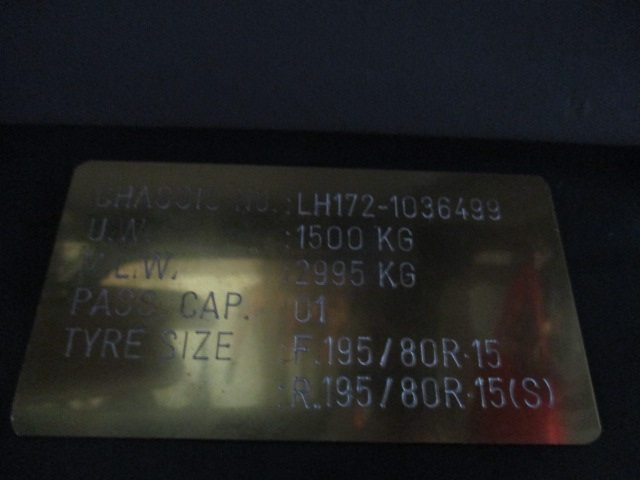 CHASSIS NO. :LH172-1036499
U.W. :1500 KG
.L.W. :2995 KG
PASS. CAP. :01
TYRE SIZE :F.195/80R-15
:R.195/80R-15(S)